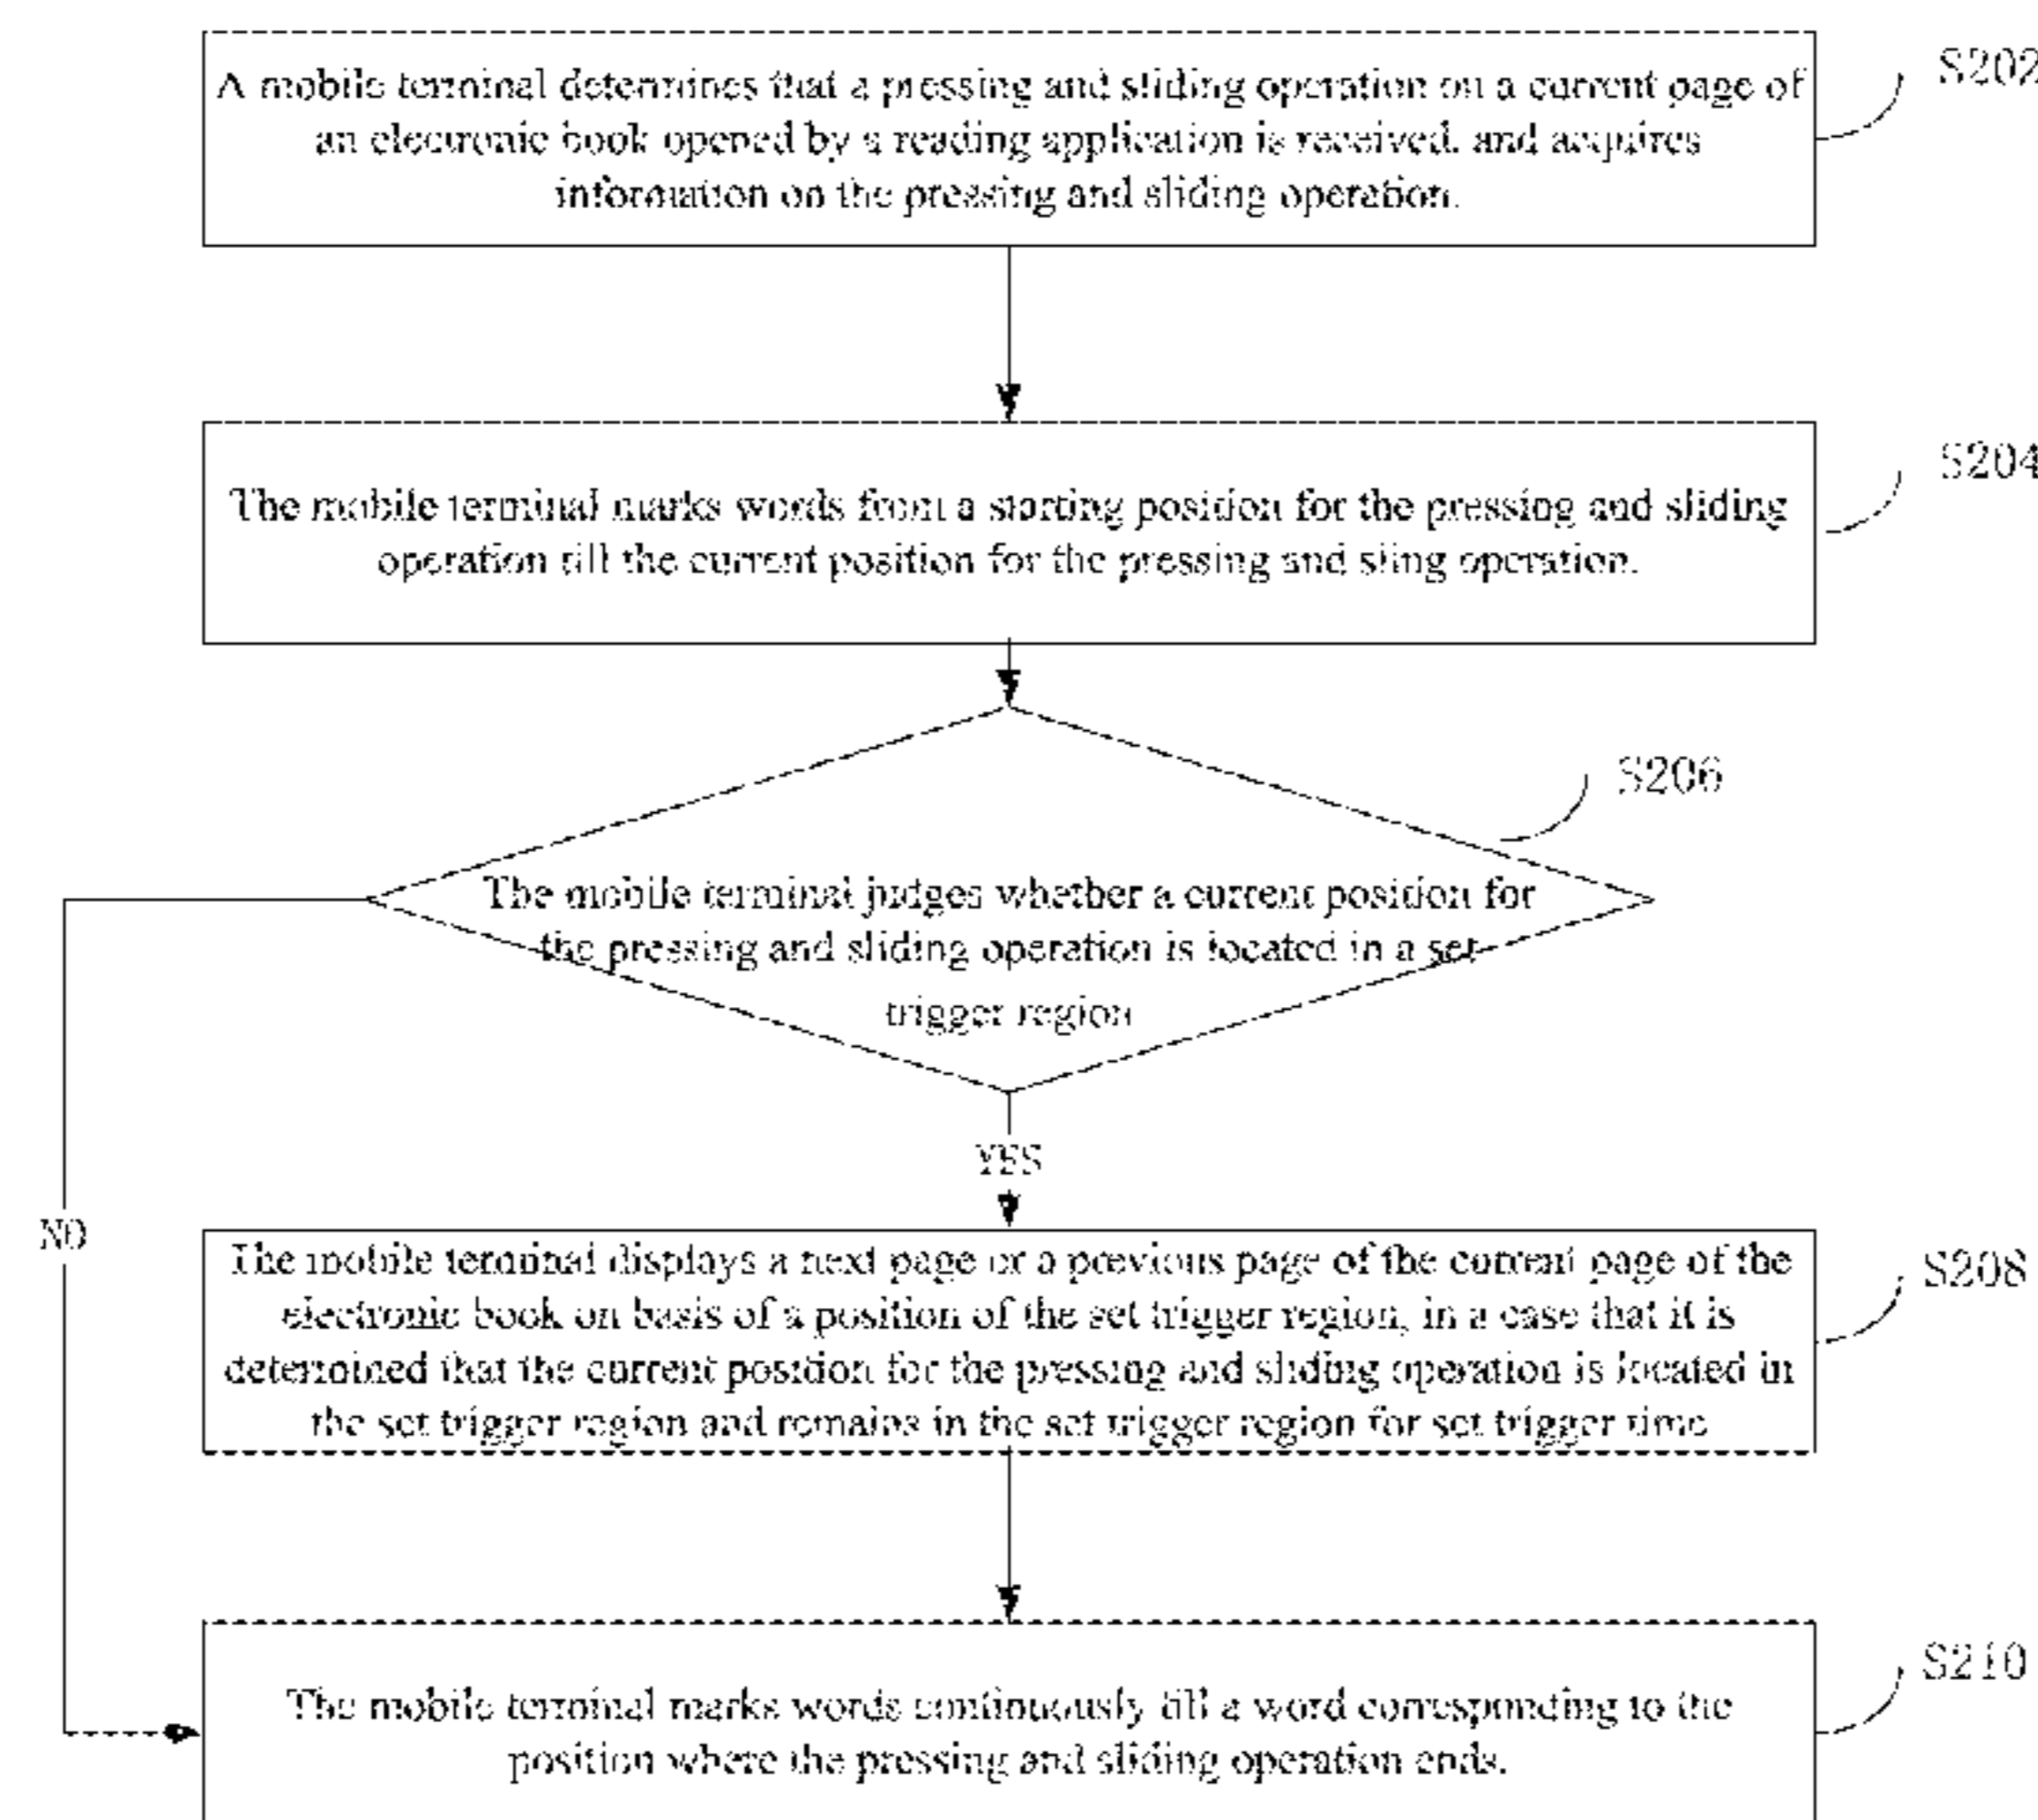 S202
A mobile terminal determines that a pressing and sliding operation on a current page of
an electronic book opened by a reading application is received, and acquires
information on the pressing and sliding operation.
S204
The mobile terminal marks words from a starting position for the pressing and sliding
operation till the current position for the pressing and sling operation.
S206
The mobile terminal judges whether a current position for
the pressing and sliding operation is located in a set
trigger region
YES
NO
The mobile terminal displays a next page or a previous page of the current page of the
electronic book on basis of a position of the set trigger region, in a case that it is
determined that the current position for the pressing and sliding operation is located in
the set trigger region and remains in the set trigger region for set trigger time
S208
S210
The mobile terminal marks words continuously till a word corresponding to the
position where the pressing and sliding operation ends.